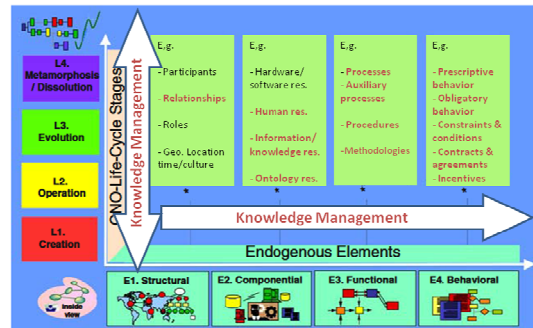 L4.
Metamorphosis
/ Dissolution
L3.
Evolution
L2.
Operation
L1.
Creation
CNO-Life-Cycle Stages
Knowledge Management
E,g.
- Participants
- Relationships
- Roles
- Geo. Location
time/culture
*
E,g.
- Hardware/
software res.
- Human res.
- Information/
knowledge res.
- Ontology res.
*
E,g.
- Processes
- Auxiliary
processes
- Procedures
-Methodologies
*
E,g.
- Prescriptive
behavior
- Obligatory
behavior
- Constraints &
conditions
- Contracts &
agreements
- Incentives
*
Knowledge Management
Endogenous Elements
Inside
view
E1. Structural
E2. Componential
E3. Functional
E4. Behavioral